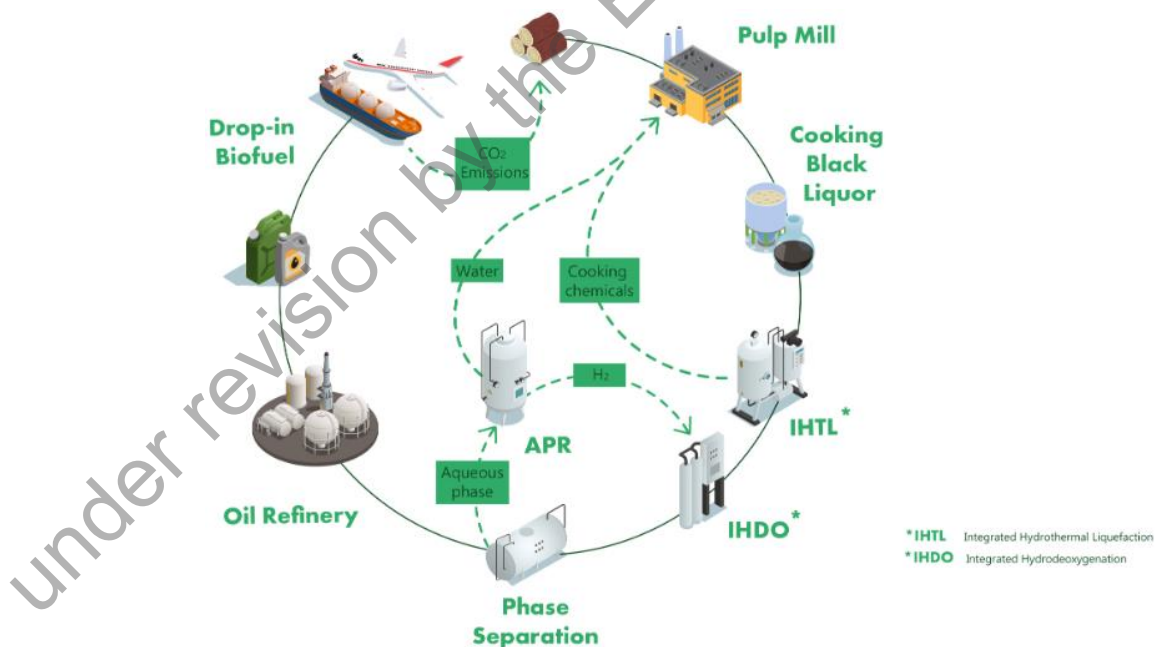 Pulp Mill
Drop-in
Biofuel
CO2
Emissions
Cooking
Black
Liquor
Water
Cooking
chemicals
H2
IHTL*
APR
Aqueous
phase
Oil Refinery
IHDO*
Phase
Separation
*IHTL Integrated Hydrothermal Liquefaction
*IHDO Integrated Hydrodeoxygenation
under revision by the E